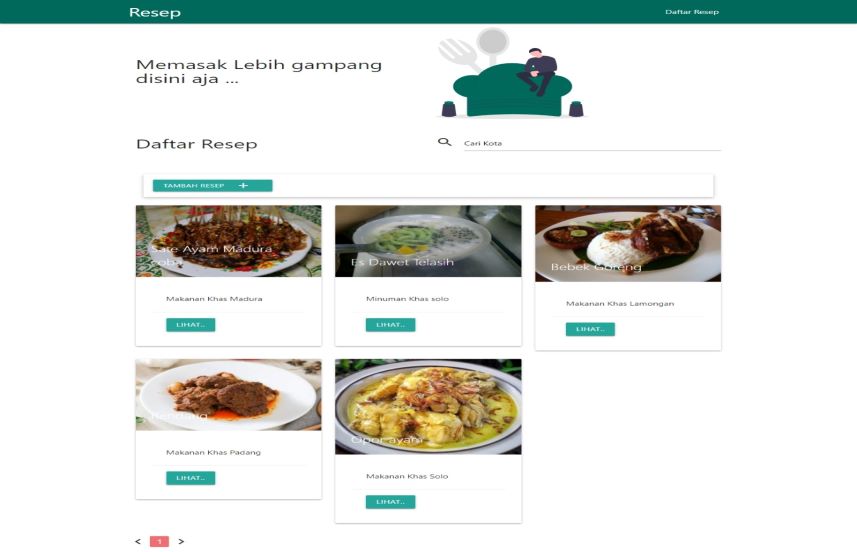 Resep
Daftar Resep
Memasak Lebih gampang
disini aja ...
Daftar Resep
Cari Kota
TAMBAH RESEP +
Sate Ayam Madura
coba
Makanan Khas Madura
LIHAT..
Es Dawet Telasih
Minuman Khas solo
LIHAT..
Bebek Goreng
Makanan Khas Lamongan
LIHAT..
Rendang
Makanan Khas Padang
LIHAT..
Opor ayam
Makanan Khas Solo
LIHAT..
< 1 >